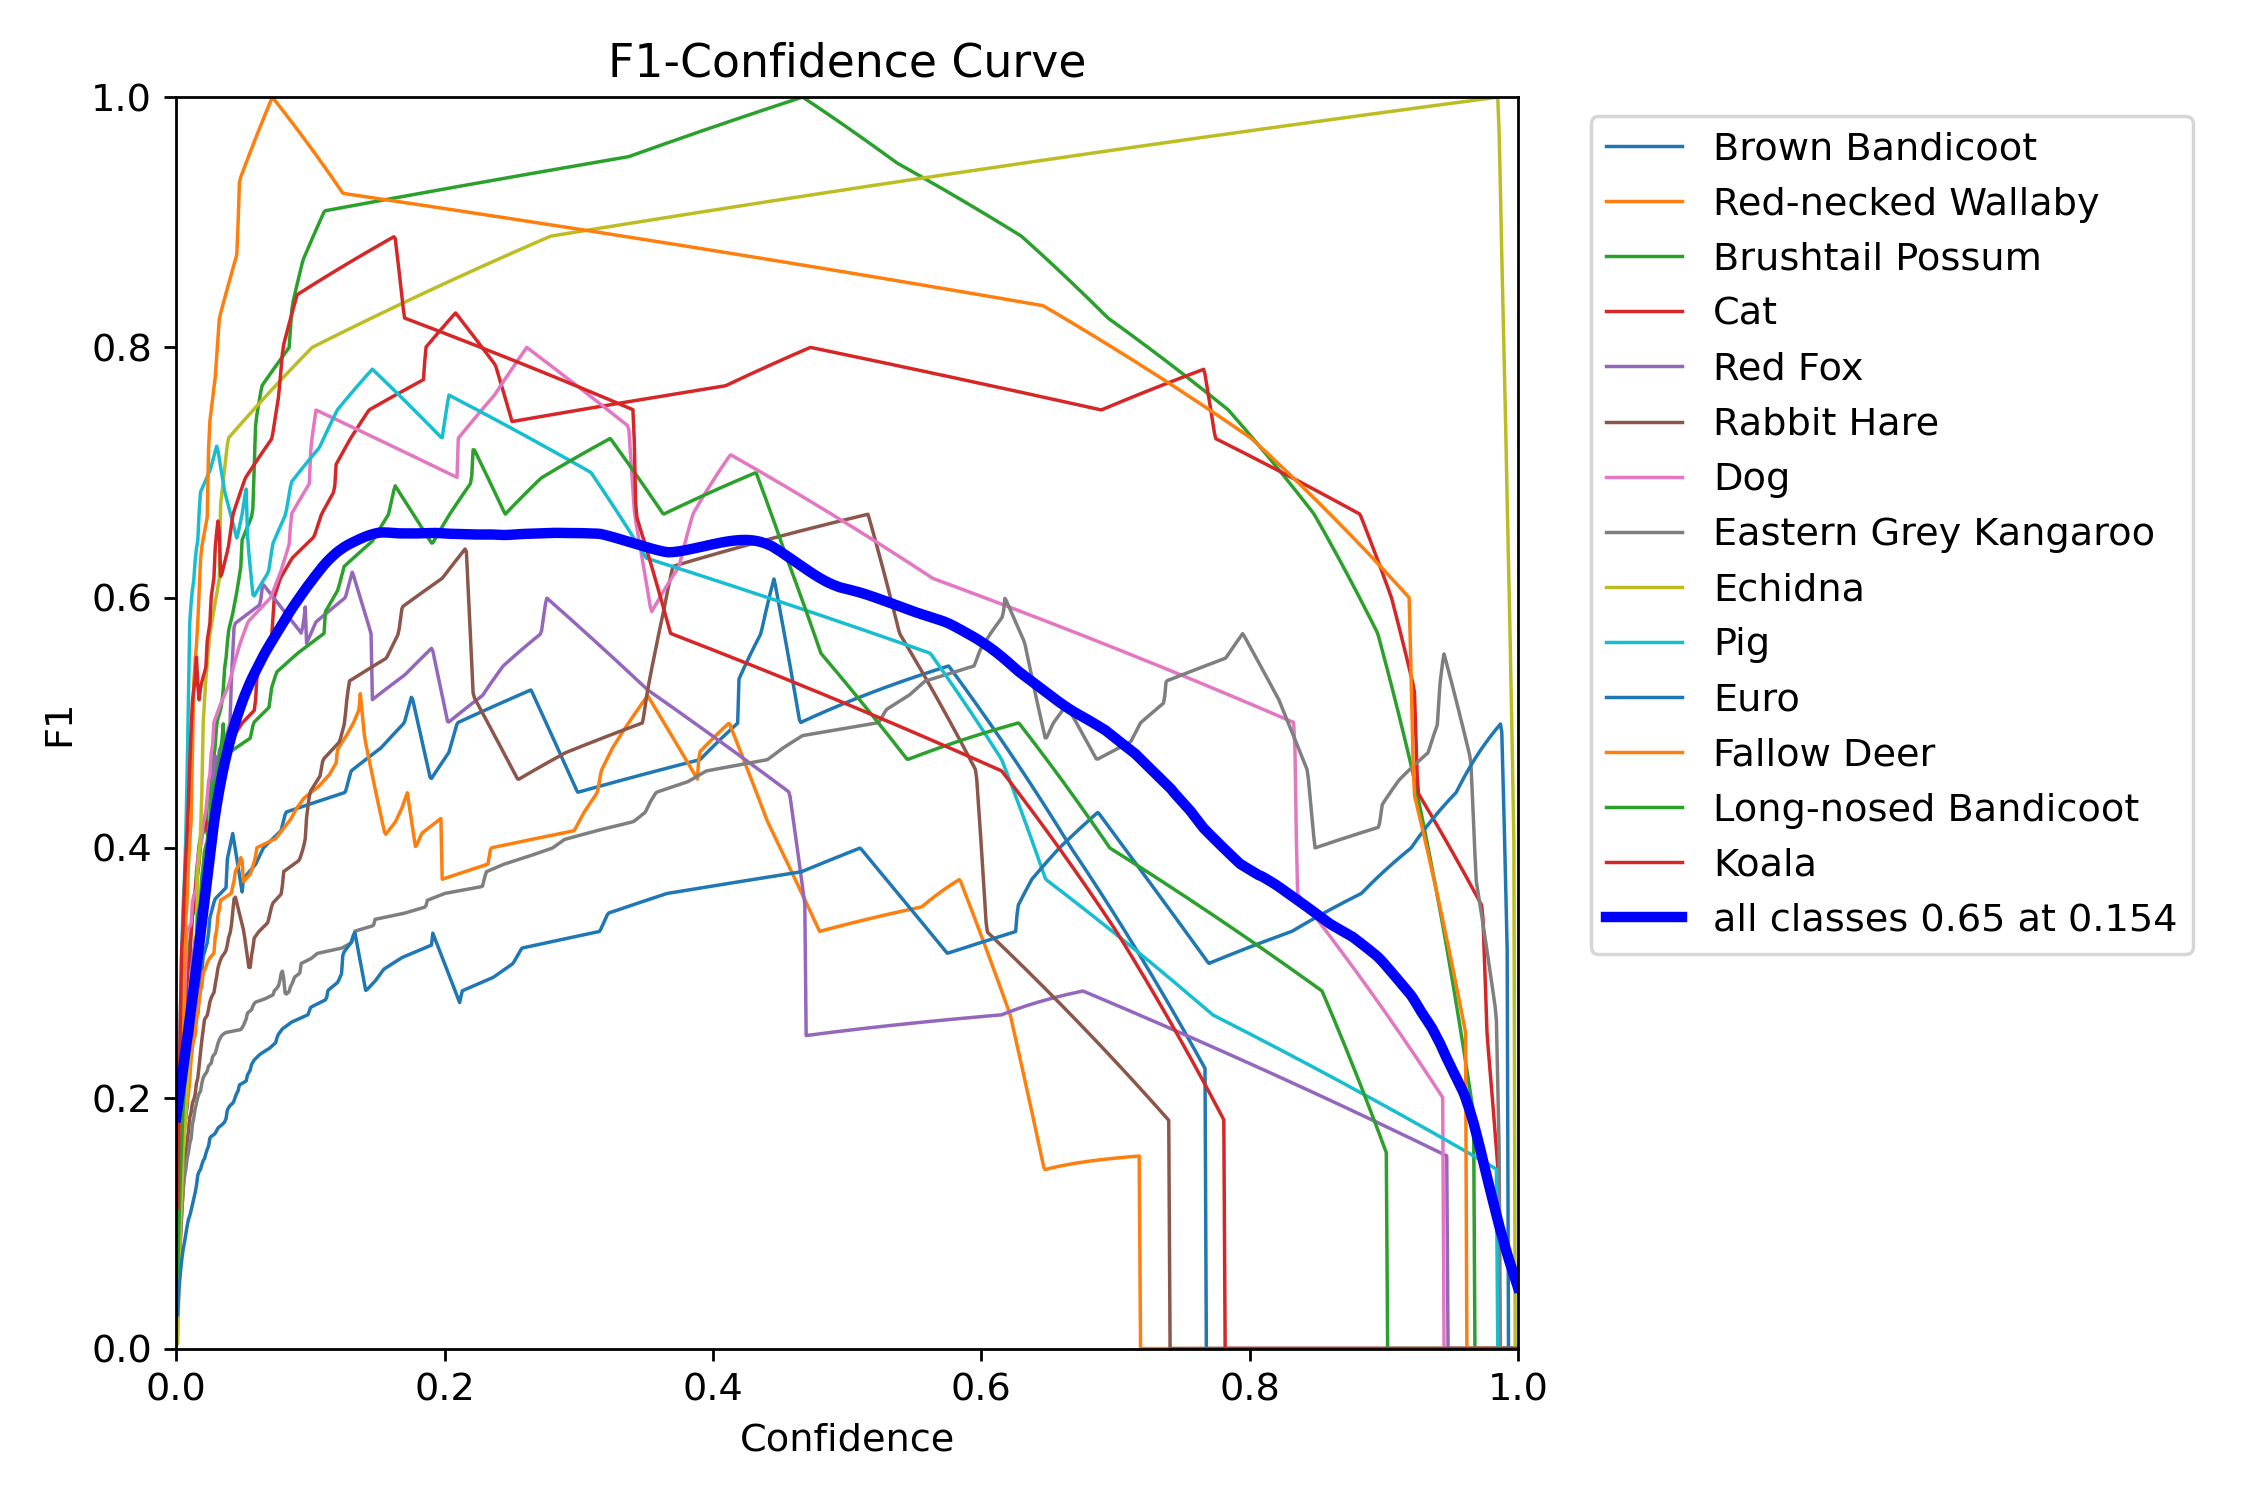 F1-Confidence Curve
1.0
0.8
0.6
0.4
0.2
0.0
F1
0.0 0.2 0.4 0.6 0.8 1.0
Confidence
Brown Bandicoot
Red-necked Wallaby
Brushtail Possum
Cat
Red Fox
Rabbit Hare
Dog
Eastern Grey Kangaroo
Echidna
Pig
Euro
Fallow Deer
Long-nosed Bandicoot
Koala
all classes 0.65 at 0.154